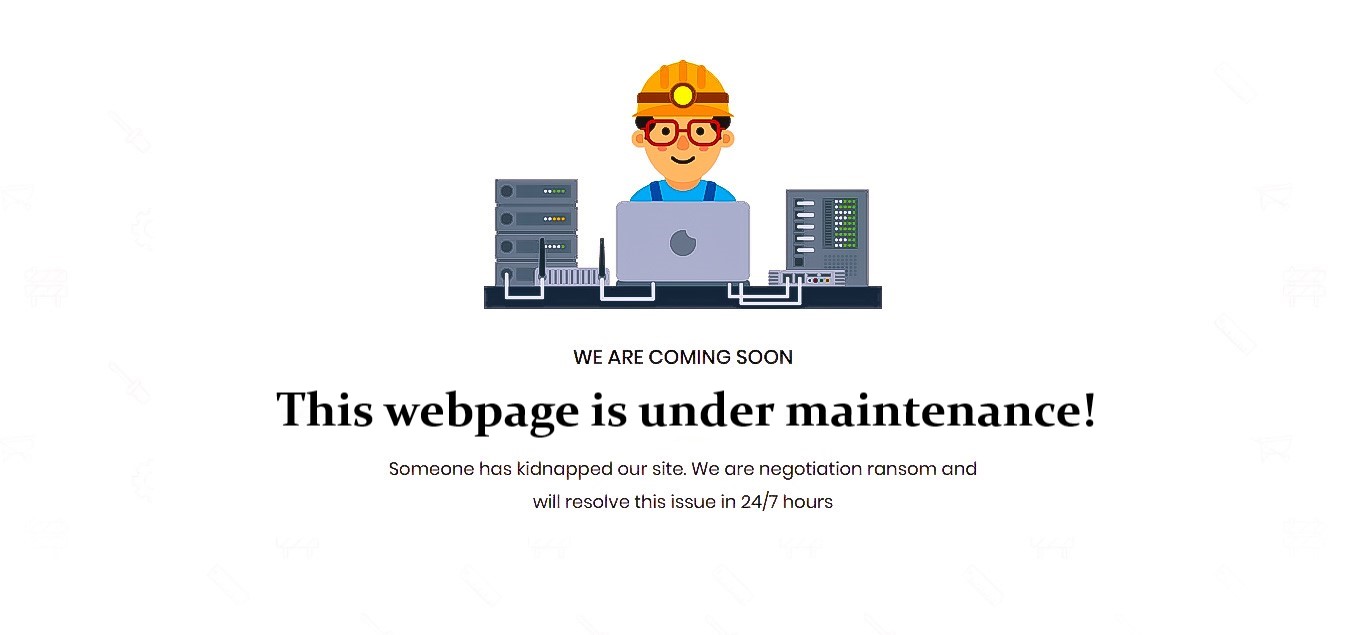 WE ARE COMING SOON
This webpage is under maintenance!
Someone has kidnapped our site. We are negotiation ransom and
will resolve this issue in 24/7 hours